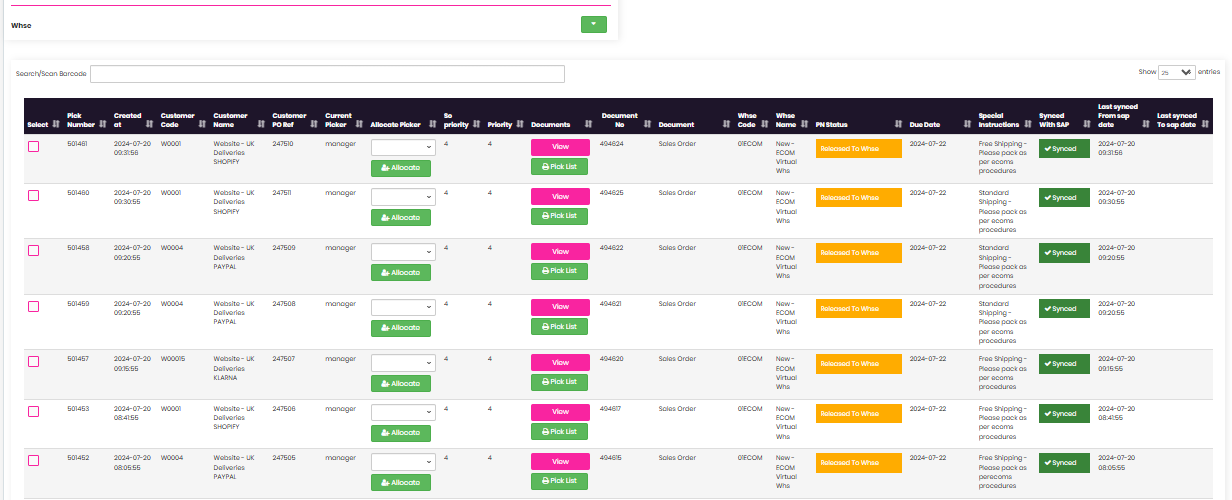 Whse
Search/Scan Barcode
Show 25 entries
Select Pick Number Created at Customer Code Customer Name Customer PO Ref Current Picker Allocate Picker So priority Priority Documents Document No Document Whse Code Whse Name PN Status Due Date Special Instructions Synced With SAP Last synced From sap date Last synced To sap date
501461 2024-07-20 09:31:56 W0001 Website - UK Deliveries SHOPIFY 247510 manager Allocate 4 4 View Pick List 494624 Sales Order 01ECOM New - ECOM Virtual Whs Released To Whse 2024-07-22 Free Shipping - Please pack as per ecoms procedures Synced 2024-07-20 09:31:56
501460 2024-07-20 09:30:55 W0001 Website - UK Deliveries SHOPIFY 247511 manager Allocate 4 4 View Pick List 494625 Sales Order 01ECOM New - ECOM Virtual Whs Released To Whse 2024-07-22 Standard Shipping - Please pack as per ecoms procedures Synced 2024-07-20 09:30:55
501458 2024-07-20 09:20:55 W0004 Website - UK Deliveries PAYPAL 247509 manager Allocate 4 4 View Pick List 494622 Sales Order 01ECOM New - ECOM Virtual Whs Released To Whse 2024-07-22 Standard Shipping - Please pack as per ecoms procedures Synced 2024-07-20 09:20:55
501459 2024-07-20 09:20:55 W0004 Website - UK Deliveries PAYPAL 247508 manager Allocate 4 4 View Pick List 494621 Sales Order 01ECOM New - ECOM Virtual Whs Released To Whse 2024-07-22 Standard Shipping - Please pack as per ecoms procedures Synced 2024-07-20 09:20:55
501457 2024-07-20 09:15:55 W00015 Website - UK Deliveries KLARNA 247507 manager Allocate 4 4 View Pick List 494620 Sales Order 01ECOM New - ECOM Virtual Whs Released To Whse 2024-07-22 Free Shipping - Please pack as per ecoms procedures Synced 2024-07-20 09:15:55
501453 2024-07-20 08:41:55 W0001 Website - UK Deliveries SHOPIFY 247506 manager Allocate 4 4 View Pick List 494617 Sales Order 01ECOM New - ECOM Virtual Whs Released To Whse 2024-07-22 Free Shipping - Please pack as per ecoms procedures Synced 2024-07-20 08:41:55
501452 2024-07-20 08:05:55 W0004 Website - UK Deliveries PAYPAL 247505 manager Allocate 4 4 View Pick List 494615 Sales Order 01ECOM New - ECOM Virtual Whs Released To Whse 2024-07-22 Free Shipping - Please pack as perecoms procedures Synced 2024-07-20 08:05:55